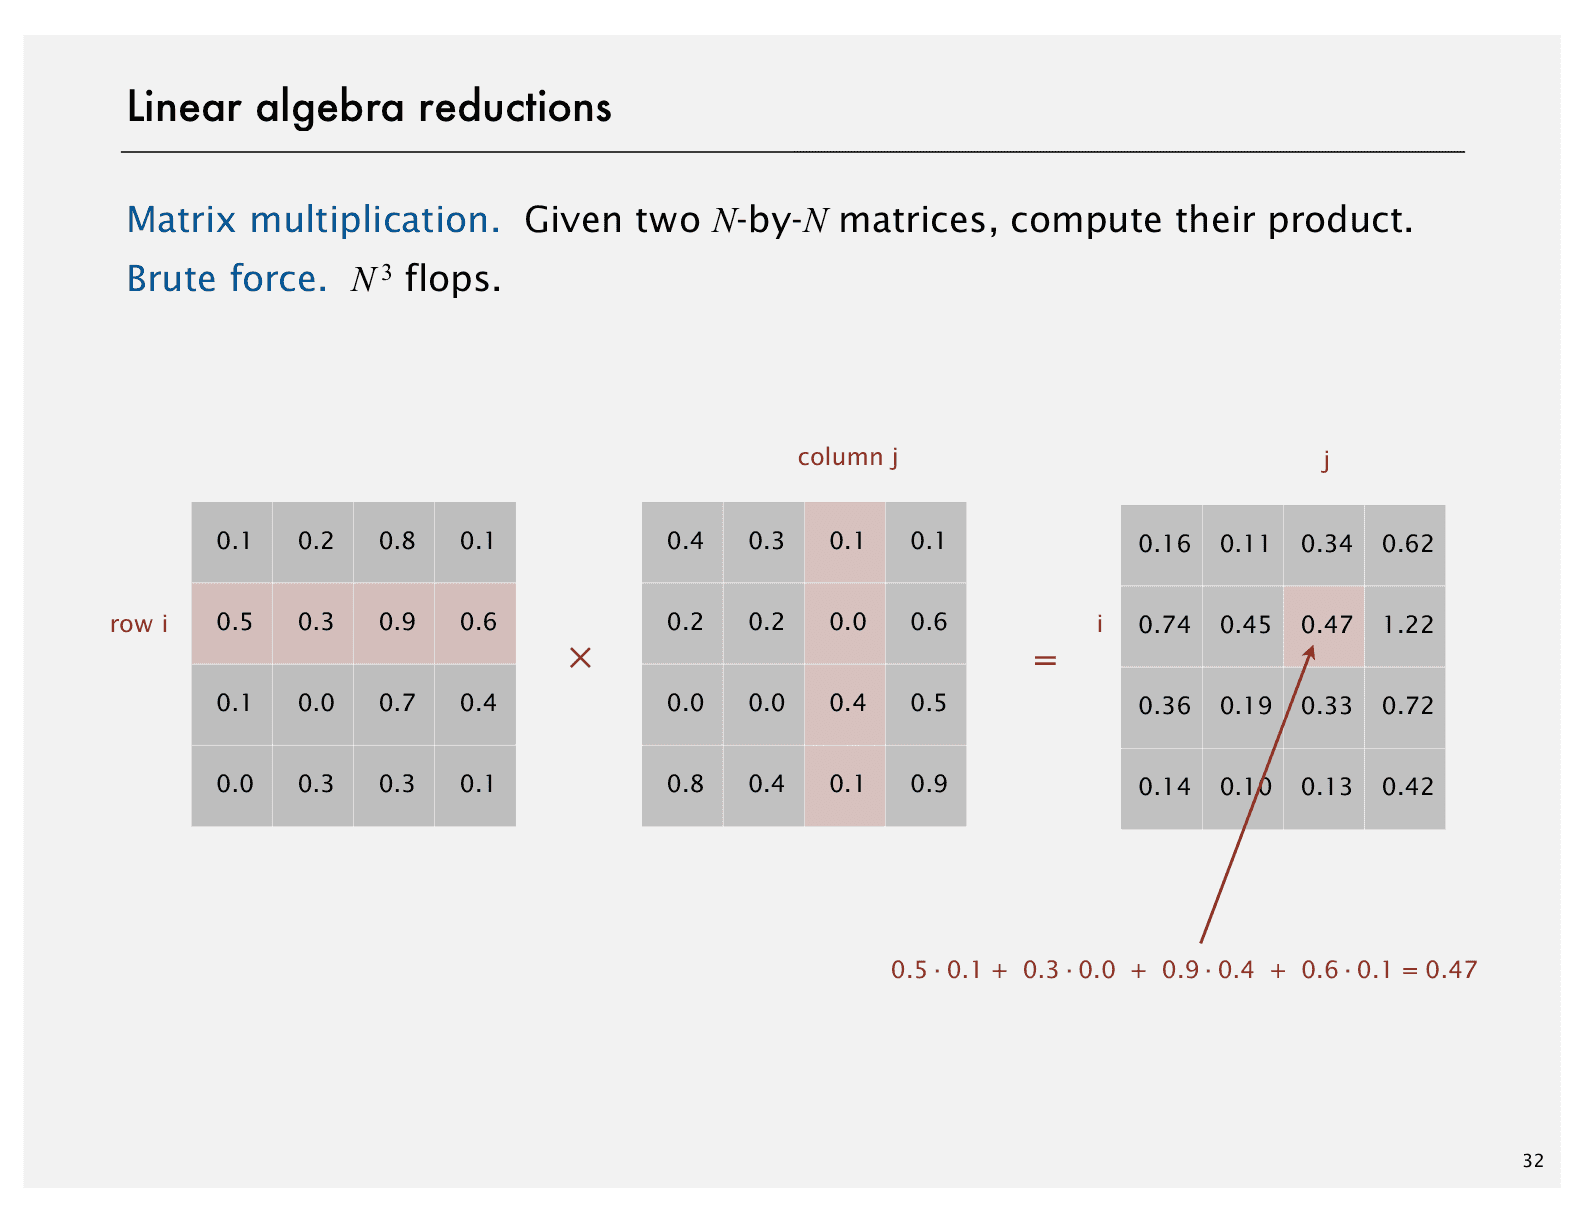 Linear algebra reductions
Matrix multiplication. Given two N-by-N matrices, compute their product.
Brute force. N³ flops.
column j
j
0.1 0.2 0.8 0.1
row i 0.5 0.3 0.9 0.6
0.1 0.0 0.7 0.4
0.0 0.3 0.3 0.1
×
0.4 0.3 0.1 0.1
0.2 0.2 0.0 0.6
0.0 0.0 0.4 0.5
0.8 0.4 0.1 0.9
=
0.16 0.11 0.34 0.62
i 0.74 0.45 0.47 1.22
0.36 0.19 0.33 0.72
0.14 0.10 0.13 0.42
0.5 · 0.1 + 0.3 · 0.0 + 0.9 · 0.4 + 0.6 · 0.1 = 0.47
32